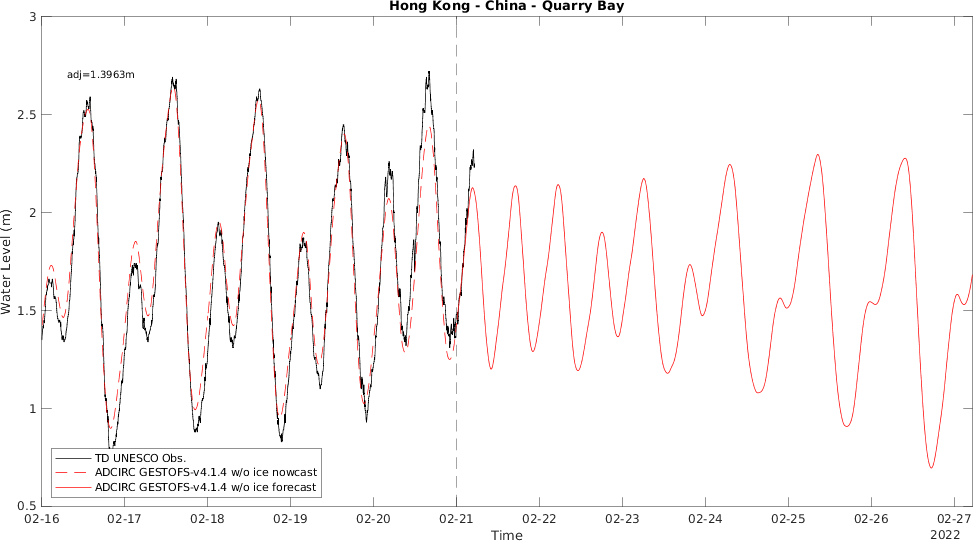 Hong Kong - China - Quarry Bay
3
adj=1.3963m
2.5
2
Water Level (m)
1.5
1
TD UNESCO Obs.
ADCIRC GESTOFS-v4.1.4 w/o ice nowcast
ADCIRC GESTOFS-v4.1.4 w/o ice forecast
0.5
02-16 02-17 02-18 02-19 02-20 02-21 02-22 02-23 02-24 02-25 02-26 02-27
Time
2022